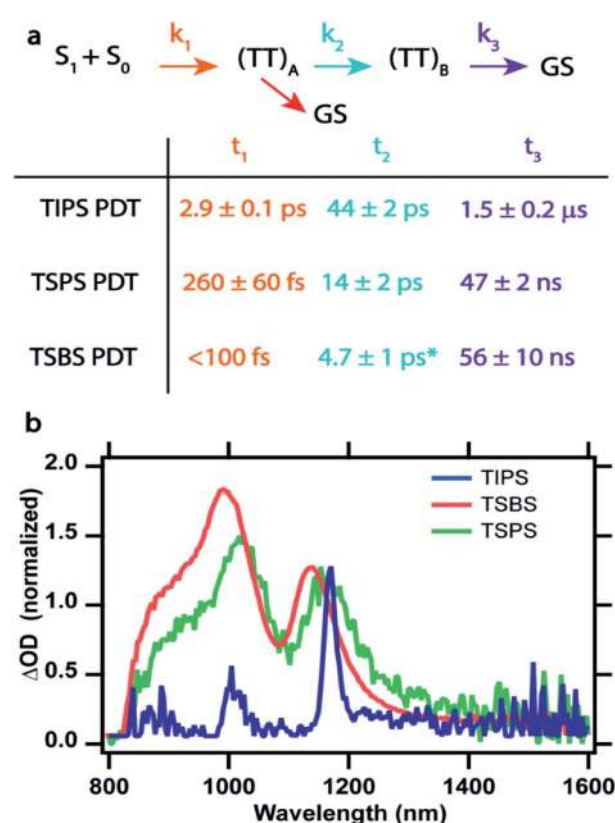 a
S₁ + S₀ k₁ (TT)A k₂ (TT)B k₃ GS
GS
t₁ t₂ t₃
TIPS PDT 2.9 ± 0.1 ps 44 ± 2 ps 1.5 ± 0.2 µs
TSPS PDT 260 ± 60 fs 14 ± 2 ps 47 ± 2 ns
TSBS PDT <100 fs 4.7 ± 1 ps* 56 ± 10 ns
b
2.0
1.5
1.0
0.5
0.0
ΔOD (normalized)
TIPS
TSBS
TSPS
800 1000 1200 1400 1600
Wavelength (nm)